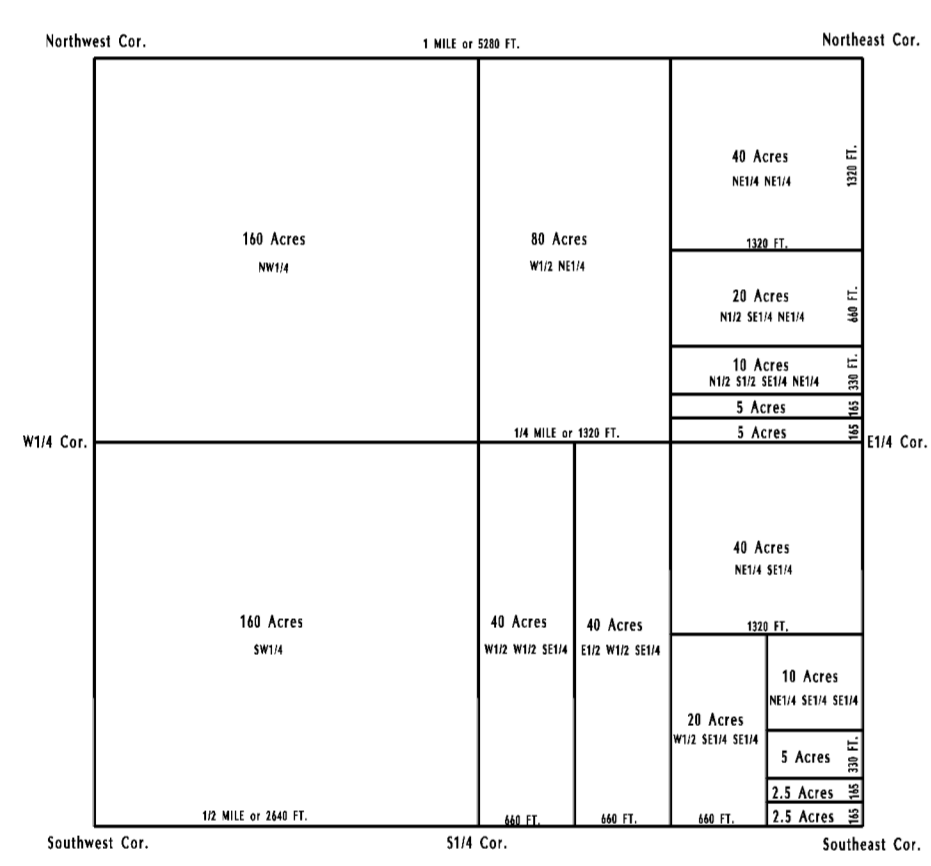 Northwest Cor.
1 MILE or 5280 FT.
Northeast Cor.
40 Acres
NE1/4 NE1/4
1320 FT.
1320 FT.
160 Acres
NW1/4
80 Acres
W1/2 NE1/4
20 Acres
N1/2 SE1/4 NE1/4
660 FT.
10 Acres
N1/2 S1/2 SE1/4 NE1/4
330 FT.
5 Acres
165
5 Acres
165
1/4 MILE or 1320 FT.
W1/4 Cor.
E1/4 Cor.
40 Acres
NE1/4 SE1/4
1320 FT.
160 Acres
SW1/4
40 Acres
W1/2 W1/2 SE1/4
40 Acres
E1/2 W1/2 SE1/4
10 Acres
NE1/4 SE1/4 SE1/4
20 Acres
W1/2 SE1/4 SE1/4
5 Acres
330 FT.
2.5 Acres
165
2.5 Acres
165
1/2 MILE or 2640 FT.
660 FT.
660 FT.
660 FT.
Southwest Cor.
S1/4 Cor.
Southeast Cor.